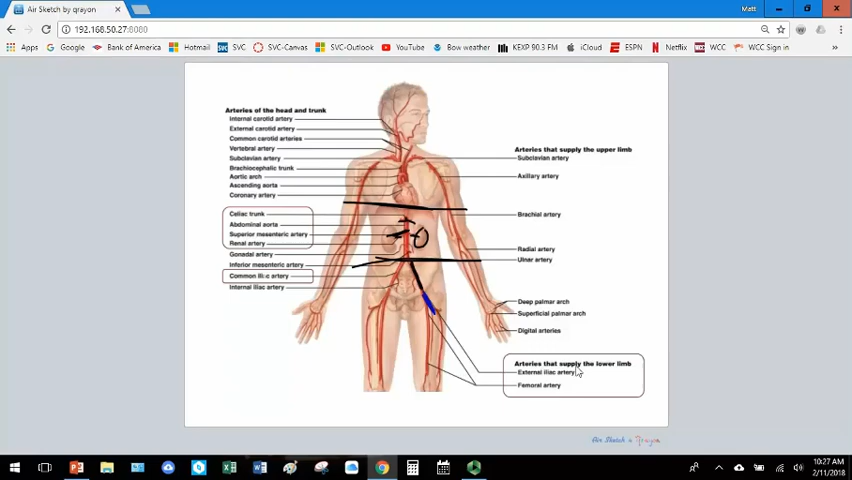 Air Sketch by qrayon
Matt
192.168.50.27:8080
Apps Google Bank of America Hotmail SVC SVC-Canvas SVC-Outlook YouTube Bow weather KEXP 90.3 FM iCloud ESPN Netflix WCC WCC Sign in
Arteries of the head and trunk
Internal carotid artery
External carotid artery
Common carotid arteries
Vertebral artery
Subclavian artery
Brachiocephalic trunk
Aortic arch
Ascending aorta
Coronary artery
Celiac trunk
Abdominal aorta
Superior mesenteric artery
Renal artery
Gonadal artery
Inferior mesenteric artery
Common iliac artery
Internal iliac artery
Arteries that supply the upper limb
Subclavian artery
Axillary artery
Brachial artery
Radial artery
Ulnar artery
Deep palmar arch
Superficial palmar arch
Digital arteries
Arteries that supply the lower limb
External iliac artery
Femoral artery
Air Sketch by Qrayon
10:27 AM
2/11/2018